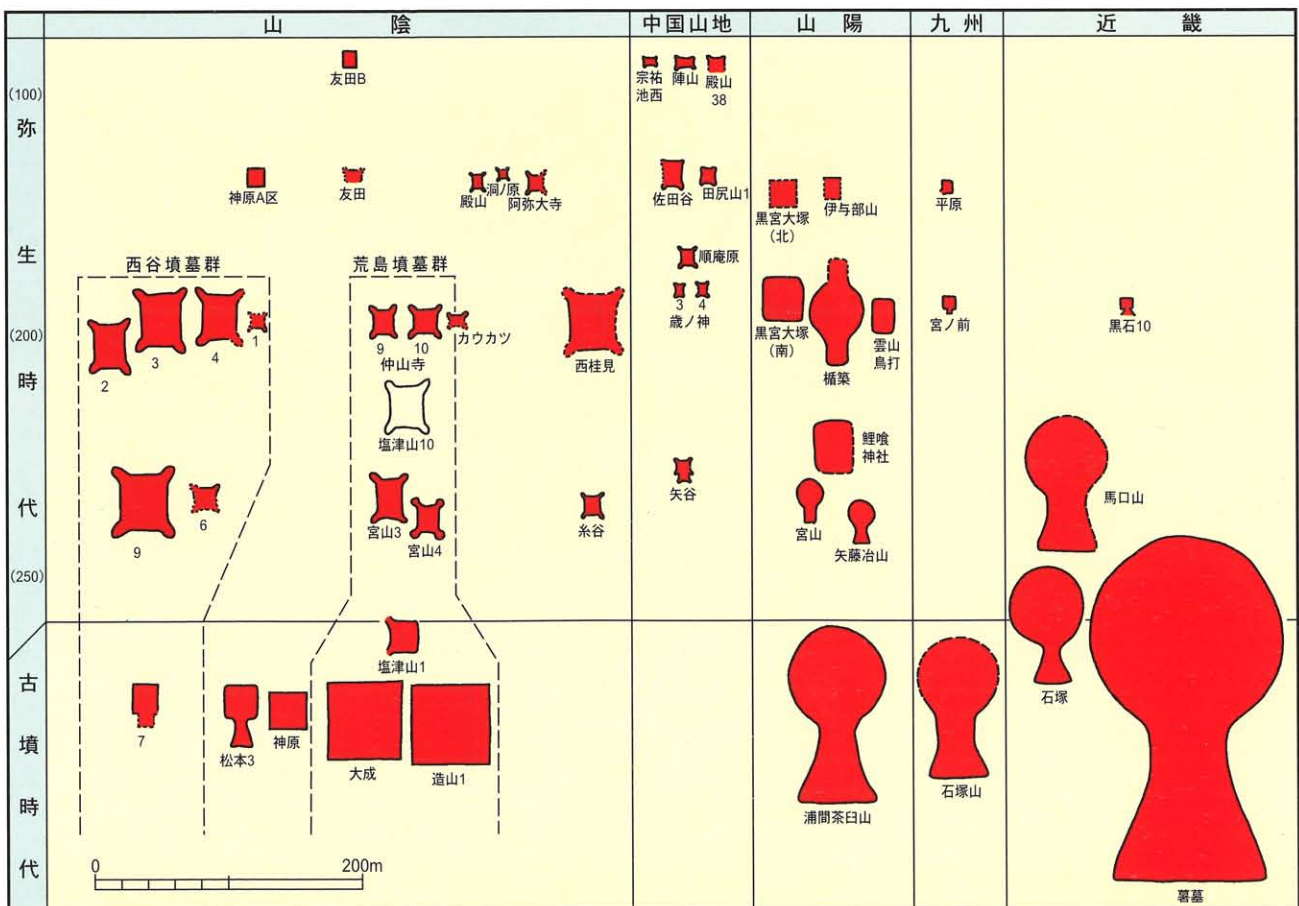 山陰
中国山地
山陽
九州
近畿
(100)
弥生時代
(200)
(250)
古墳時代
友田B
宗祐
池西
陣山
殿山
38
神原A区
友田
殿山
洞ノ原
阿弥大寺
佐田谷
田尻山1
黒宮大塚
(北)
伊与部山
平原
西谷墳墓群
荒島墳墓群
順庵原
2
3
4
1
9
10
仲山寺
カウカツ
西桂見
3
4
歳ノ神
黒宮大塚
(南)
楯築
雲山
鳥打
宮ノ前
黒石10
塩津山10
鯉喰
神社
馬口山
9
6
宮山3
宮山4
糸谷
矢谷
宮山
矢藤冶山
塩津山1
石塚
7
松本3
神原
大成
造山1
浦間茶臼山
石塚山
箸墓
0
200m